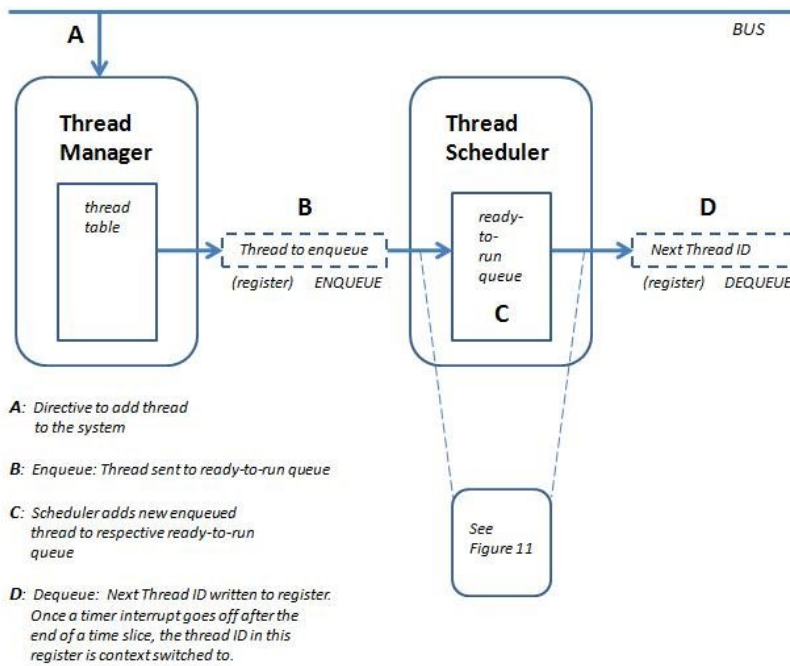 A
BUS
Thread
Manager
thread
table
B
Thread to enqueue
(register) ENQUEUE
Thread
Scheduler
ready-
to-
run
queue
C
D
Next Thread ID
(register) DEQUEUE
See
Figure 11
A: Directive to add thread
to the system
B: Enqueue: Thread sent to ready-to-run queue
C: Scheduler adds new enqueued
thread to respective ready-to-run
queue
D: Dequeue: Next Thread ID written to register.
Once a timer interrupt goes off after the
end of a time slice, the thread ID in this
register is context switched to.